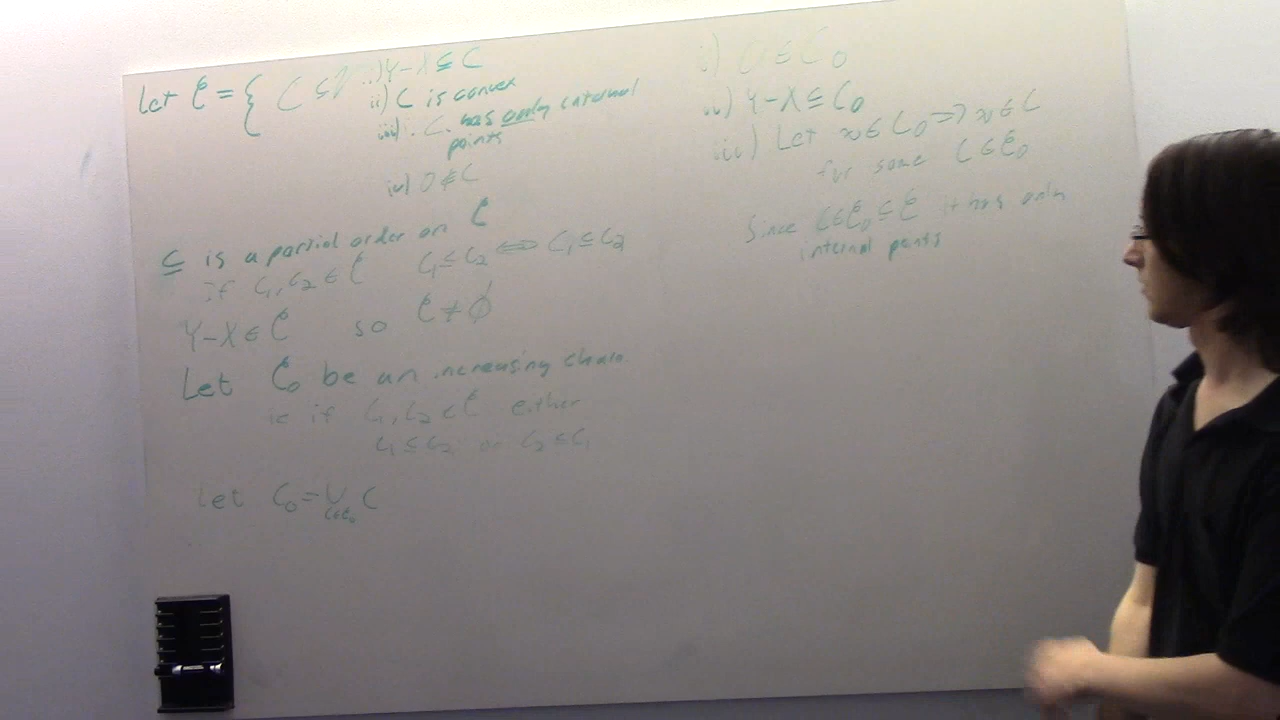 Let 𝒞 = { C ⊆ V i) Y-X ⊆ C
ii) C is convex
iii) C has only internal
points
iv) 0 ∉ C
⊆ is a partial order on 𝒞
If C₁, C₂ ∈ 𝒞 C₁ ≤ C₂ ⟺ C₁ ⊆ C₂
Y-X ∈ 𝒞 so 𝒞 ≠ ∅
Let 𝒞₀ be an increasing chain.
ie if C₁, C₂ ∈ 𝒞 either
C₁ ≤ C₂ or C₂ ≤ C₁
Let C₀ = ∪ C
C∈𝒞₀
i) 0 ∉ C₀
ii) Y-X ⊆ C₀
iii) Let x ∈ C₀ ⇒ x ∈ C
for some C ∈ 𝒞₀
Since C ∈ 𝒞₀ ⊆ 𝒞 it has only
internal points